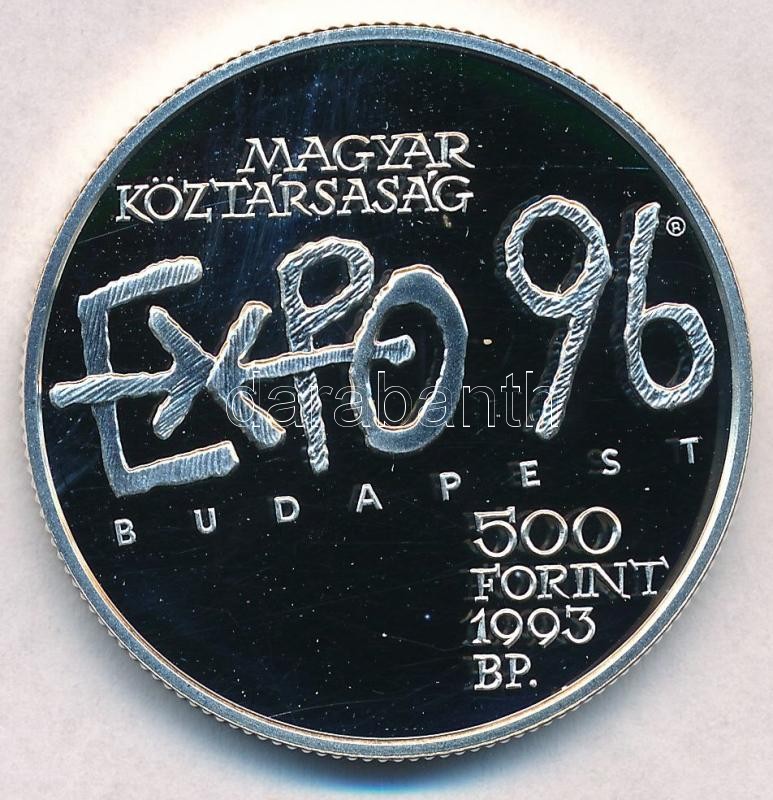 MAGYAR
KÖZTÁRSASÁG
EXPO 96 ®
darabanth
BUDAPEST
500
FORINT
1993
BP.